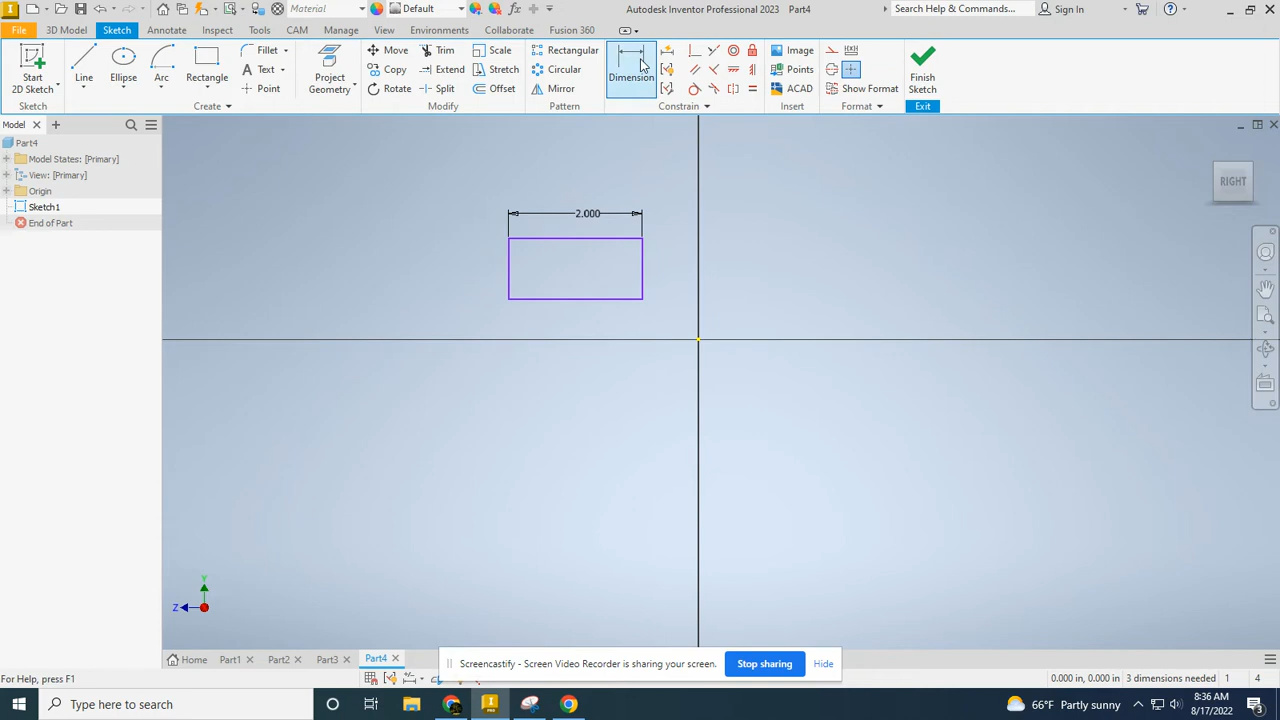 PRO
Material
Default
fx
Autodesk Inventor Professional 2023 Part4
Search Help & Commands...
Sign In
File
Sketch
3D Model
Annotate
Inspect
Tools
CAM
Manage
View
Environments
Collaborate
Fusion 360
Start
2D Sketch
Line
Ellipse
Arc
Rectangle
Fillet
Text
Point
Project
Geometry
Move
Copy
Rotate
Trim
Extend
Split
Scale
Stretch
Offset
Rectangular
Circular
Mirror
Dimension
Image
Points
ACAD
Show Format
Finish
Sketch
Sketch
Create
Modify
Pattern
Constrain
Insert
Format
Exit
Model
Part4
Model States: [Primary]
View: [Primary]
Origin
Sketch1
End of Part
2.000
RIGHT
Y
Z
Home
Part1
Part2
Part3
Part4
Screencastify - Screen Video Recorder is sharing your screen.
Stop sharing
Hide
For Help, press F1
0.000 in, 0.000 in
3 dimensions needed
1
4
Type here to search
PRO
66°F Partly sunny
8:36 AM
8/17/2022
3